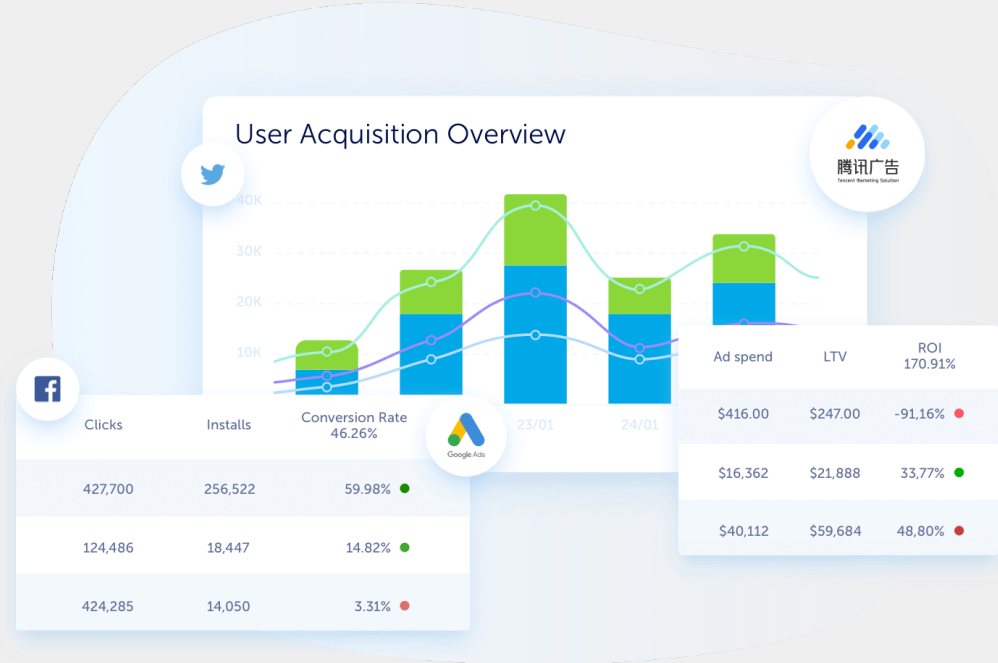 User Acquisition Overview
腾讯广告
Tencent Marketing Solution
40K
30K
20K
10K
23/01
24/01
Ad spend LTV ROI
170.91%
$416.00 $247.00 -91,16%
$16,362 $21,888 33,77%
$40,112 $59,684 48,80%
Clicks Installs Conversion Rate
46.26%
427,700 256,522 59.98%
124,486 18,447 14.82%
424,285 14,050 3.31%
Google Ads